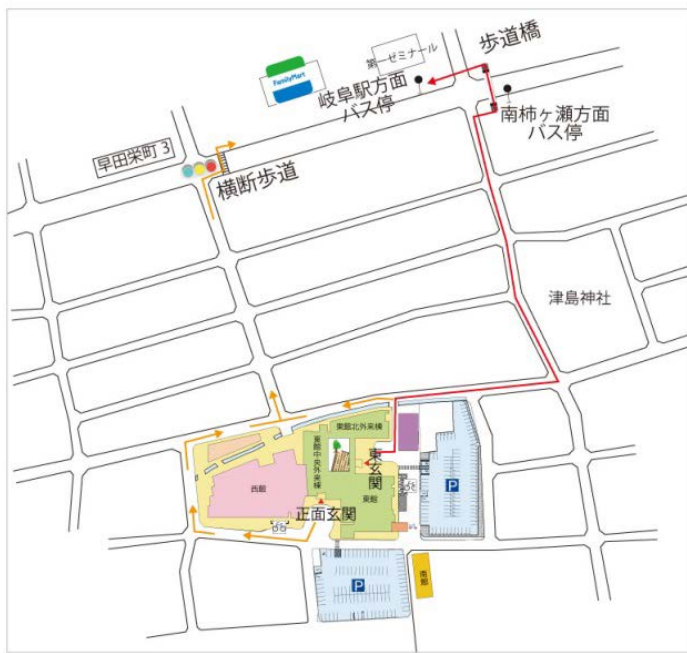 歩道橋
第一ゼミナール
FamilyMart
岐阜駅方面
バス停
南柿ヶ瀬方面
バス停
早田栄町3
横断歩道
津島神社
東館北外来棟
東館中央外来棟
東玄関
西館
東館
正面玄関
P
P
南館